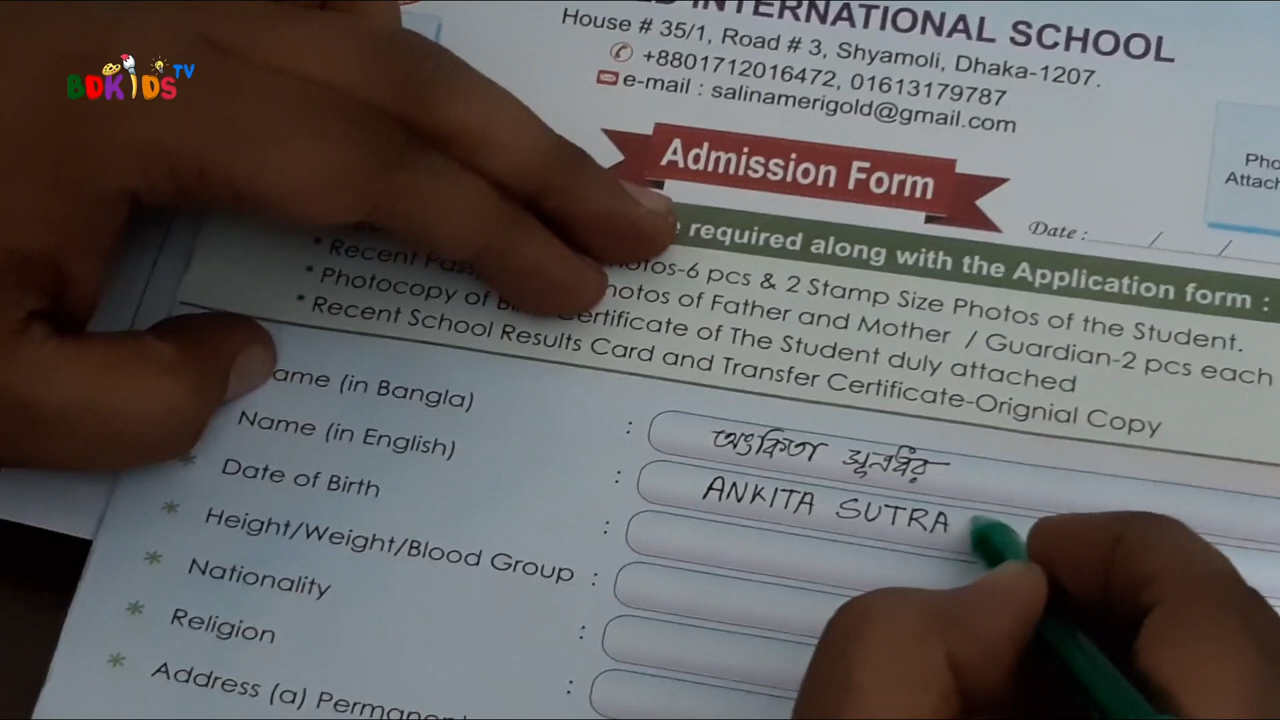 BDKIDS TV
INTERNATIONAL SCHOOL
House # 35/1, Road # 3, Shyamoli, Dhaka-1207.
+8801712016472, 01613179787
e-mail : salinamerigold@gmail.com
Admission Form
Pho
Attach
Date : / /
required along with the Application form :
* Recent Pass otos-6 pcs & 2 Stamp Size Photos of the Student.
hotos of Father and Mother / Guardian-2 pcs each
* Photocopy of Bi Certificate of The Student duly attached
* Recent School Results Card and Transfer Certificate-Orignial Copy
ame (in Bangla) : অংকিতা সূত্রধর
Name (in English) : ANKITA SUTRA
* Date of Birth :
* Height/Weight/Blood Group :
* Nationality :
* Religion :
* Address (a) Permanent